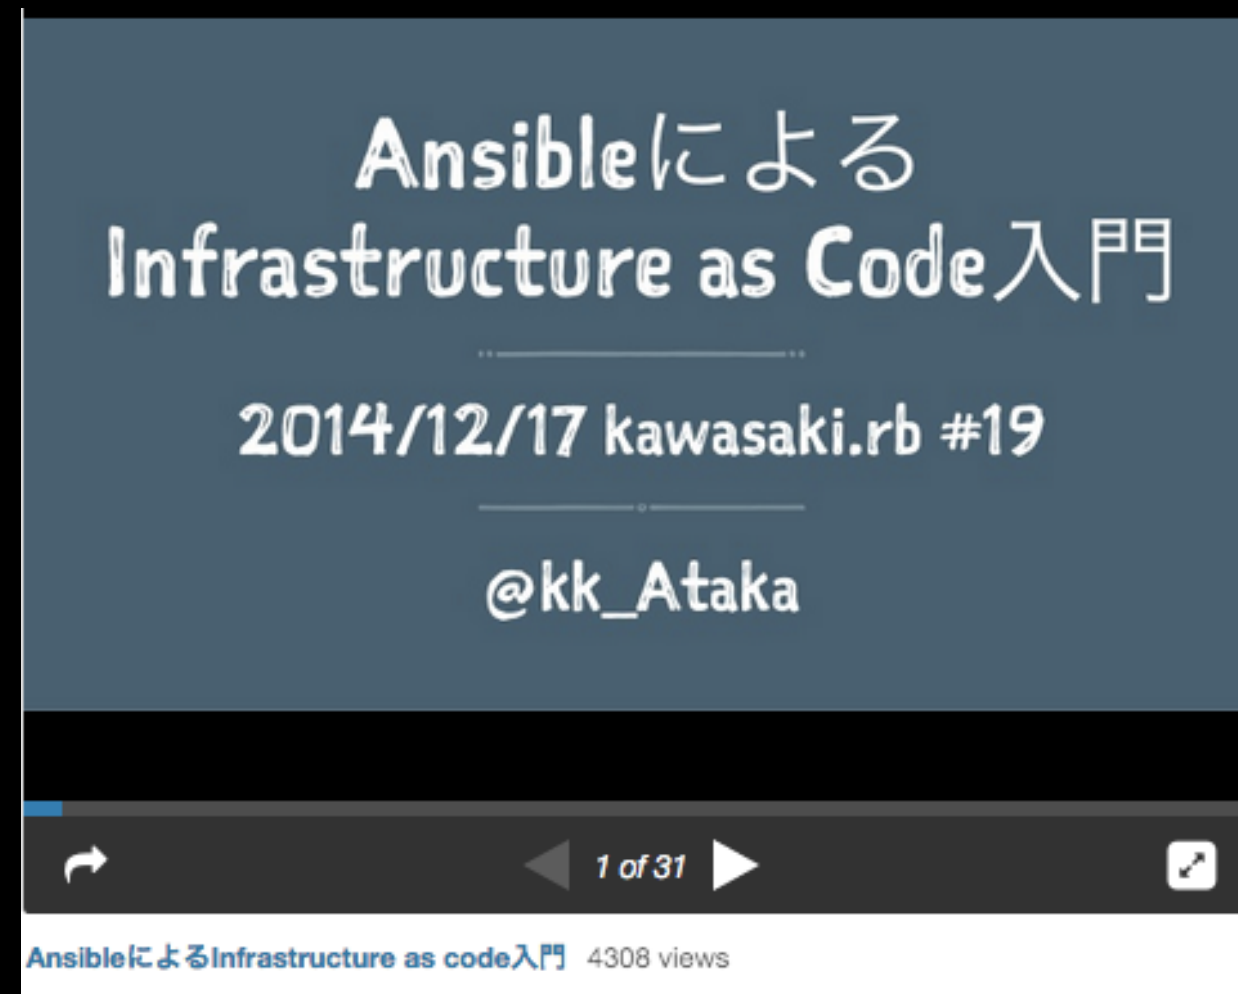 Ansibleによる
Infrastructure as Code入門
2014/12/17 kawasaki.rb #19
@kk_Ataka
1 of 31
AnsibleによるInfrastructure as code入門 4308 views